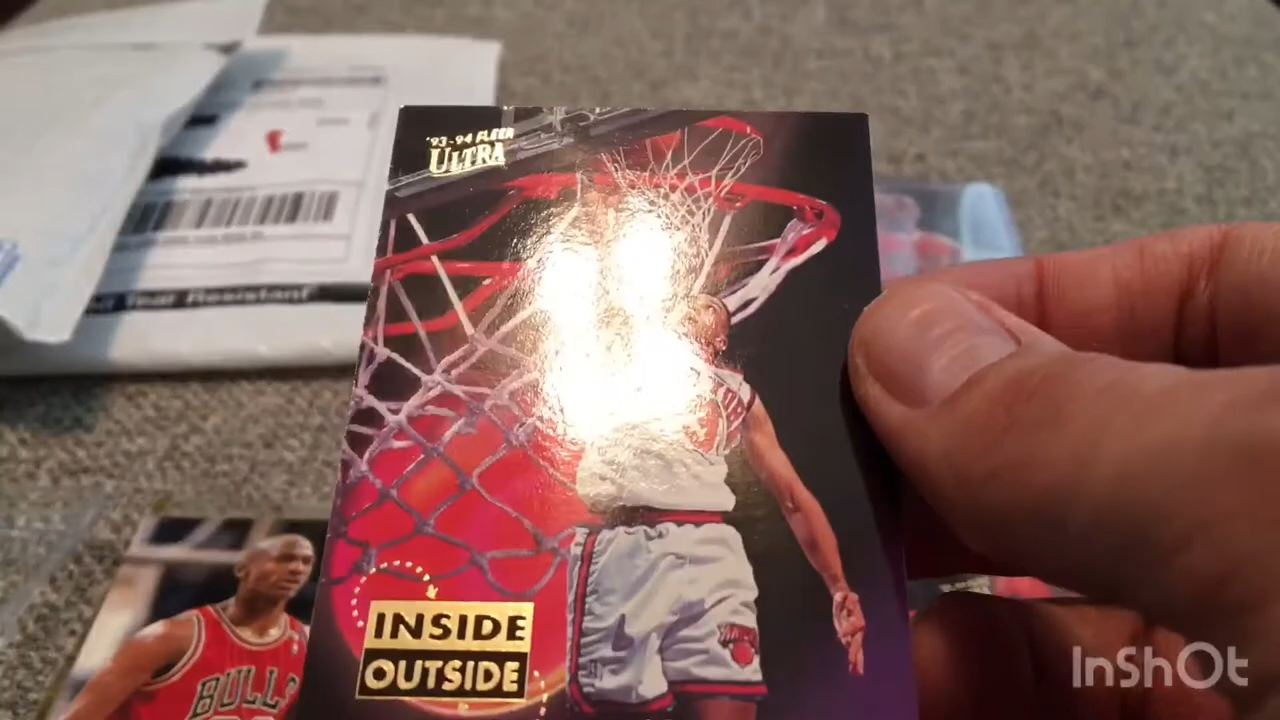 '93-94 FLEER
ULTRA
Tear Resistant
INSIDE
OUTSIDE
BULLS
InShOt